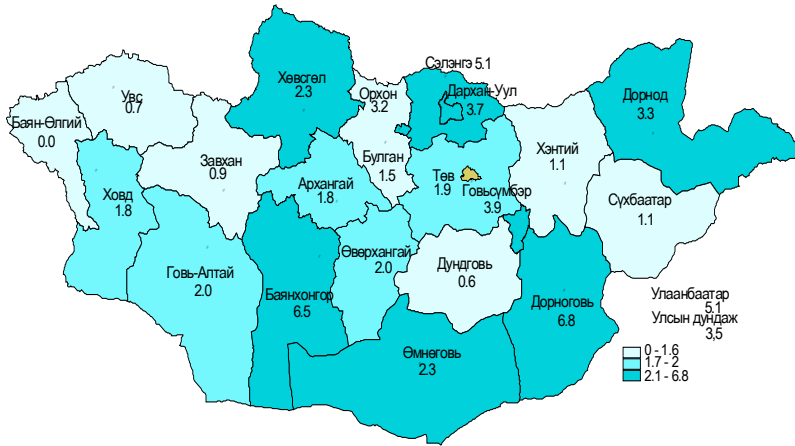 Хөвсгөл
2.3
Сэлэнгэ 5.1
Орхон
3.2
Дархан-Уул
3.7
Дорнод
3.3
Увс
0.7
Баян-Өлгий
0.0
Завхан
0.9
Булган
1.5
Хэнтий
1.1
Ховд
1.8
Архангай
1.8
Төв
1.9
Говьсүмбэр
3.9
Сүхбаатар
1.1
Говь-Алтай
2.0
Баянхонгор
6.5
Өвөрхангай
2.0
Дундговь
0.6
Дорноговь
6.8
Өмнөговь
2.3
Улаанбаатар
5.1
Улсын дундаж
3,5
0 - 1.6
1.7 - 2
2.1 - 6.8